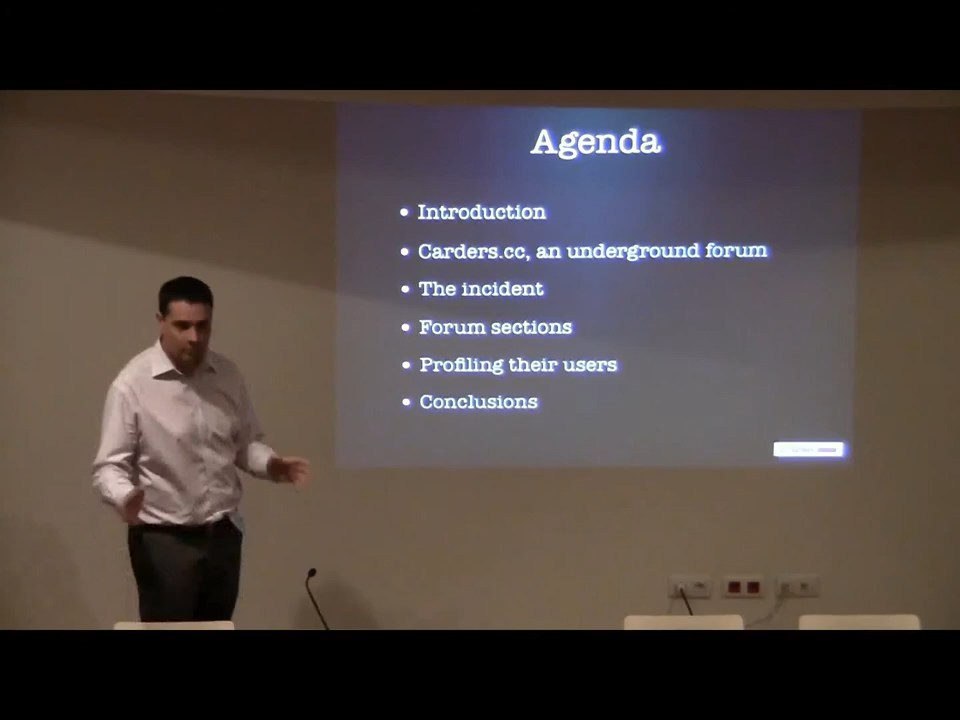 Agenda
• Introduction
• Carders.cc, an underground forum
• The incident
• Forum sections
• Profiling their users
• Conclusions